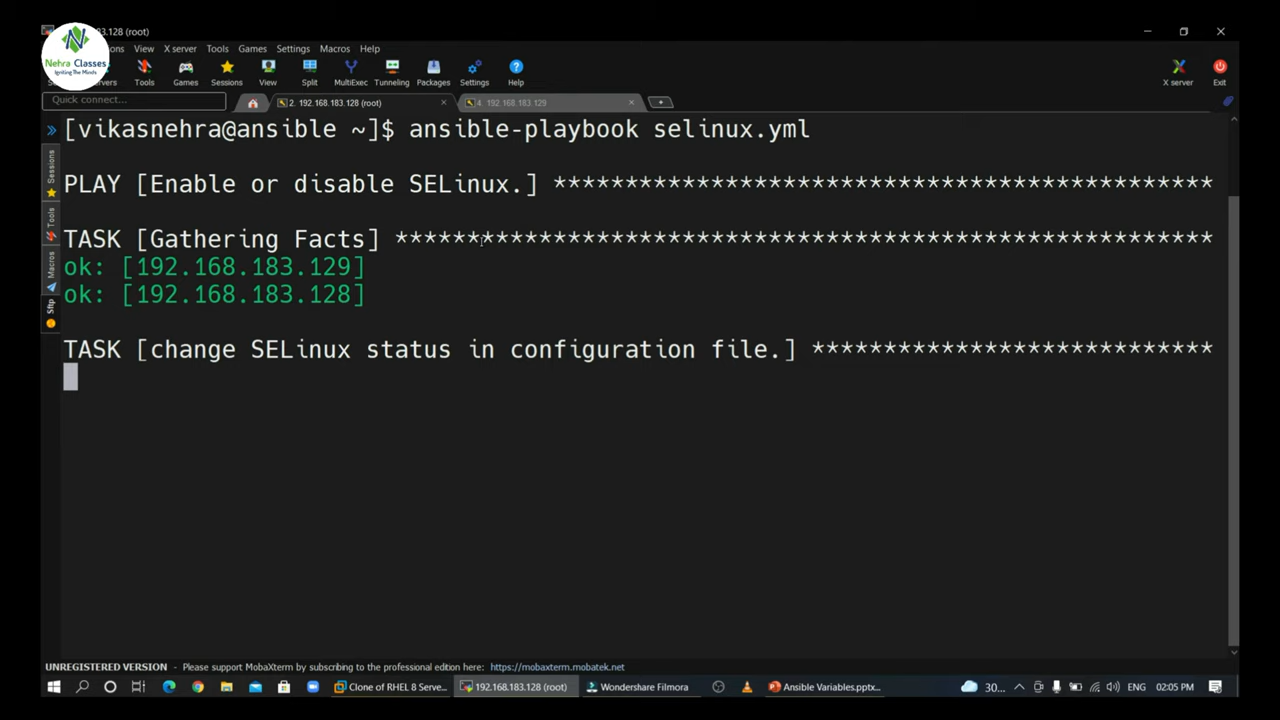 83.128 (root)
View X server Tools Games Settings Macros Help
Nehra Classes
Igniting The Minds
Tools Games Sessions View Split MultiExec Tunneling Packages Settings Help X server Exit
Quick connect...
2. 192.168.183.128 (root)
4. 192.168.183.129
Sessions
Tools
Macros
Sftp
[vikasnehra@ansible ~]$ ansible-playbook selinux.yml
PLAY [Enable or disable SELinux.] **********************************************
TASK [Gathering Facts] *********************************************************
ok: [192.168.183.129]
ok: [192.168.183.128]
TASK [change SELinux status in configuration file.] ****************************
UNREGISTERED VERSION - Please support MobaXterm by subscribing to the professional edition here: https://mobaxterm.mobatek.net
Clone of RHEL 8 Serve... 192.168.183.128 (root) Wondershare Filmora Ansible Variables.pptx... 30... ENG 02:05 PM